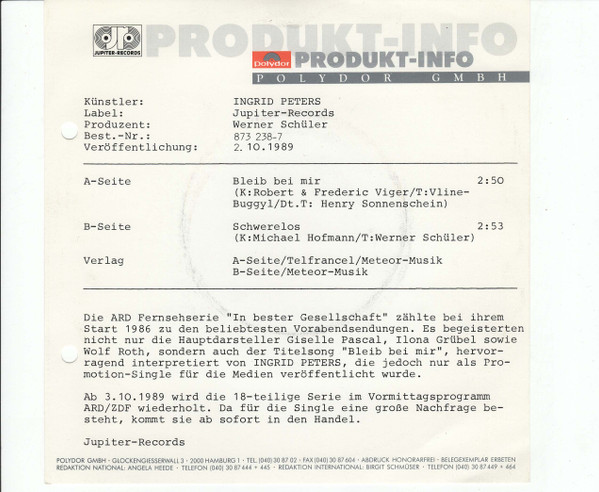 JUPITER-RECORDS
PRODUKT-INFO
Polydor PRODUKT-INFO
POLYDOR GMBH
Künstler: INGRID PETERS
Label: Jupiter-Records
Produzent: Werner Schüler
Best.-Nr.: 873 238-7
Veröffentlichung: 2. 10.1989
A-Seite Bleib bei mir 2:50
(K:Robert & Frederic Viger/T:Vline-
Buggyl/Dt.T: Henry Sonnenschein)
B-Seite Schwerelos 2:53
(K:Michael Hofmann/T:Werner Schüler)
Verlag A-Seite/Telfrancel/Meteor-Musik
B-Seite/Meteor-Musik
Die ARD Fernsehserie "In bester Gesellschaft" zählte bei ihrem
Start 1986 zu den beliebtesten Vorabendsendungen. Es begeisterten
nicht nur die Hauptdarsteller Giselle Pascal, Ilona Grübel sowie
Wolf Roth, sondern auch der Titelsong "Bleib bei mir", hervor-
ragend interpretiert von INGRID PETERS, die jedoch nur als Pro-
motion-Single für die Medien veröffentlicht wurde.
Ab 3.10.1989 wird die 18-teilige Serie im Vormittagsprogramm
ARD/ZDF wiederholt. Da für die Single eine große Nachfrage be-
steht, kommt sie ab sofort in den Handel.
Jupiter-Records
POLYDOR GMBH · GLOCKENGIESSERWALL 3 · 2000 HAMBURG 1 · TEL. (040) 30 87 02 · FAX (040) 30 87 604 · ABDRUCK HONORARFREI · BELEGEXEMPLAR ERBETEN
REDAKTION NATIONAL: ANGELA HEEDE · TELEFON (040) 30 87 444 + 445 · REDAKTION INTERNATIONAL: BIRGIT SCHMÜSER · TELEFON (040) 30 87 449 + 464